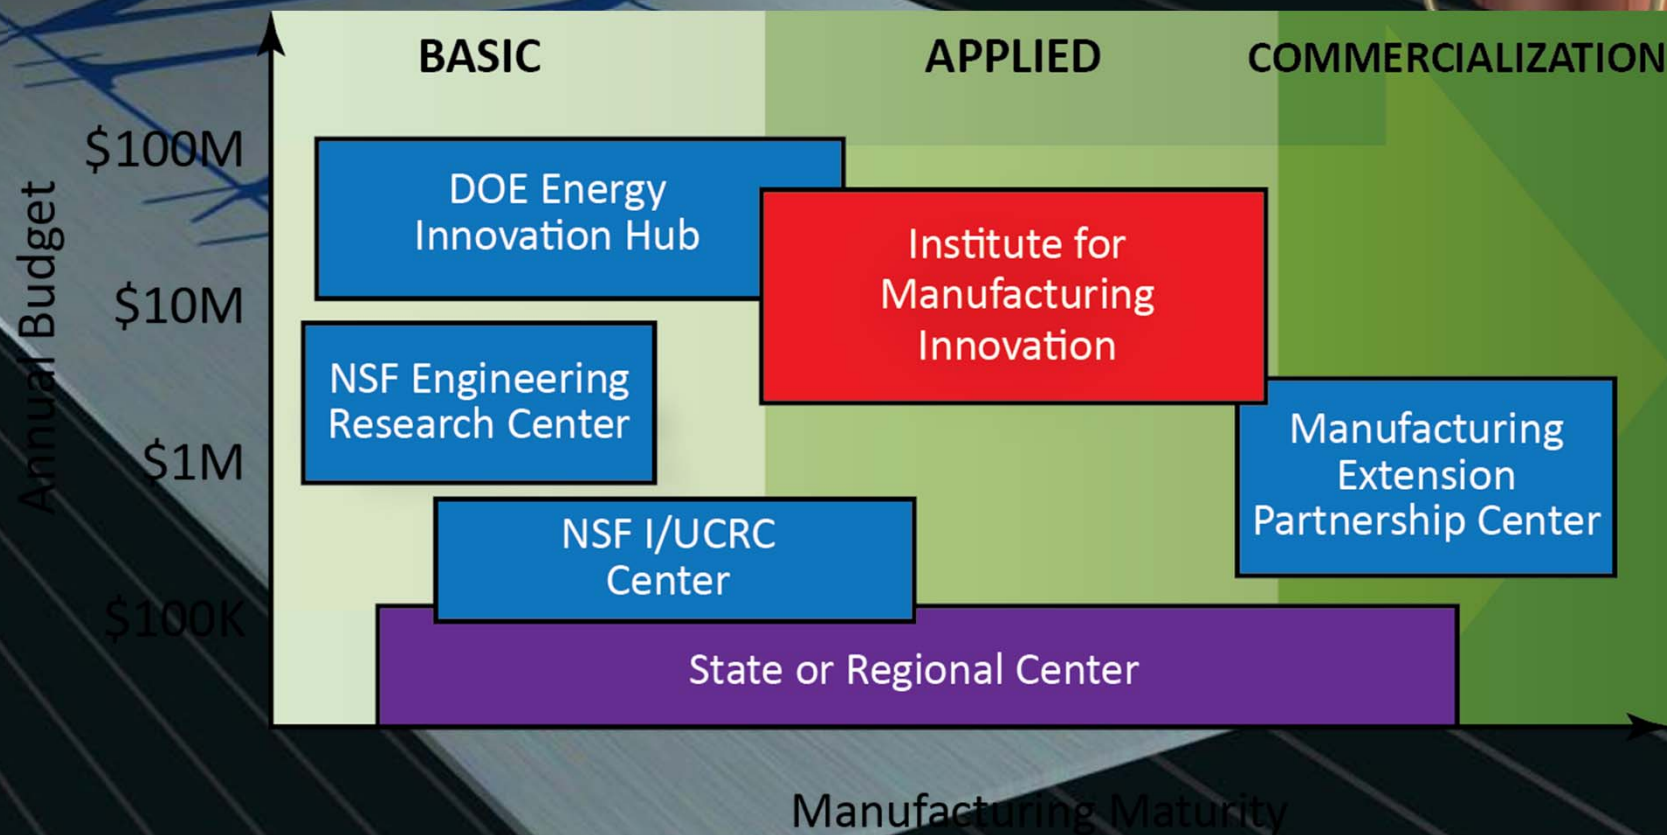 BASIC
APPLIED
COMMERCIALIZATION
Annual Budget
$100M
$10M
$1M
$100K
DOE Energy
Innovation Hub
Institute for
Manufacturing
Innovation
NSF Engineering
Research Center
Manufacturing
Extension
Partnership Center
NSF I/UCRC
Center
State or Regional Center
Manufacturing Maturity